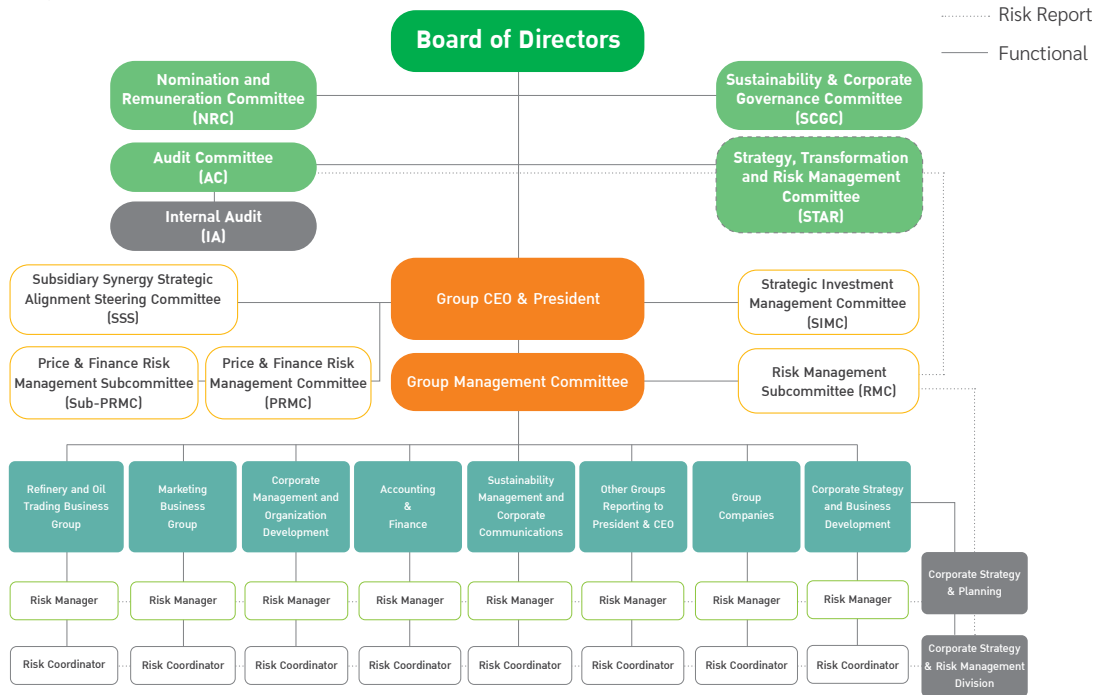 Board of Directors
Risk Report
Functional
Nomination and
Remuneration Committee
(NRC)
Sustainability & Corporate
Governance Committee
(SCGC)
Audit Committee
(AC)
Strategy, Transformation
and Risk Management
Committee
(STAR)
Internal Audit
(IA)
Subsidiary Synergy Strategic
Alignment Steering Committee
(SSS)
Group CEO & President
Strategic Investment
Management Committee
(SIMC)
Price & Finance Risk
Management Subcommittee
(Sub-PRMC)
Price & Finance Risk
Management Committee
(PRMC)
Group Management Committee
Risk Management
Subcommittee (RMC)
Refinery and Oil
Trading Business
Group
Marketing
Business
Group
Corporate
Management and
Organization
Development
Accounting
&
Finance
Sustainability
Management and
Corporate
Communications
Other Groups
Reporting to
President & CEO
Group
Companies
Corporate Strategy
and Business
Development
Corporate Strategy
& Planning
Risk Manager
Risk Manager
Risk Manager
Risk Manager
Risk Manager
Risk Manager
Risk Manager
Risk Manager
Risk Coordinator
Risk Coordinator
Risk Coordinator
Risk Coordinator
Risk Coordinator
Risk Coordinator
Risk Coordinator
Risk Coordinator
Corporate Strategy
& Risk Management
Division